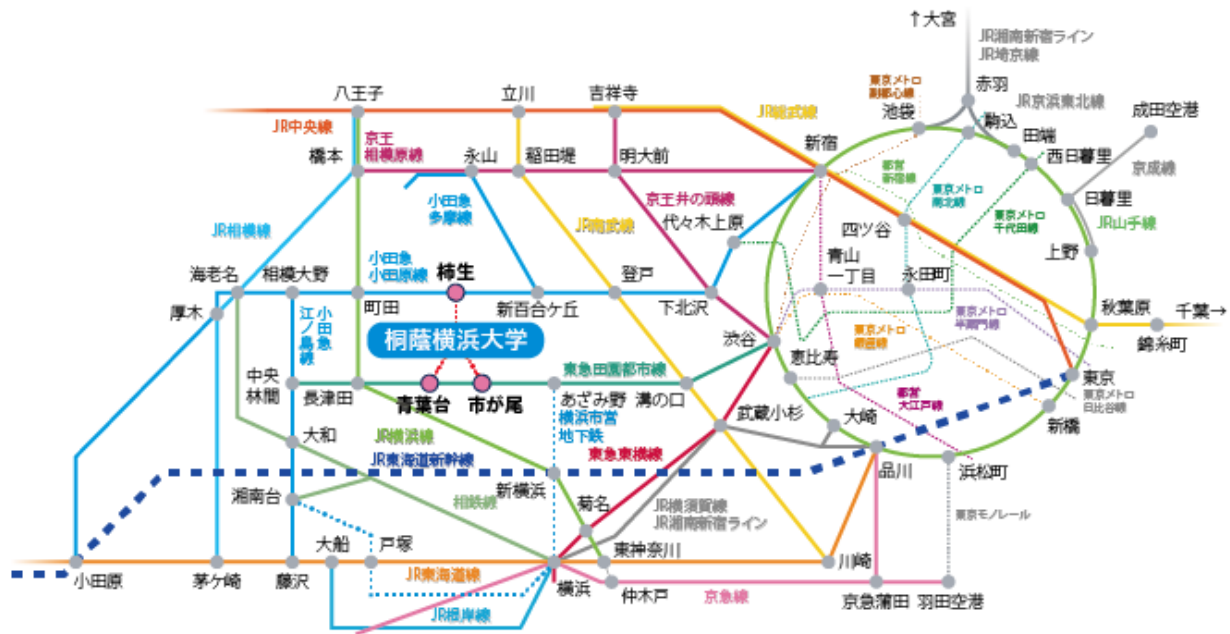 ↑大宮
JR湘南新宿ライン
JR埼京線
東京メトロ
副都心線
赤羽
八王子
立川
吉祥寺
JR総武線
池袋
JR京浜東北線
駒込
成田空港
JR中央線
京王
相模原線
橋本
永山
稲田堤
明大前
新宿
田端
西日暮里
京成線
都営
新宿線
東京メトロ
南北線
小田急
多摩線
京王井の頭線
代々木上原
東京メトロ
千代田線
日暮里
JR山手線
JR相模線
JR南武線
四ツ谷
上野
海老名
相模大野
小田急
小田原線
柿生
登戸
青山
一丁目
永田町
厚木
小田急
江ノ島線
町田
新百合ケ丘
下北沢
渋谷
東京メトロ
半蔵門線
秋葉原
千葉→
錦糸町
桐蔭横浜大学
東京メトロ
銀座線
恵比寿
東急田園都市線
中央
林間
長津田
青葉台
市が尾
あざみ野
溝の口
東京
東京メトロ
日比谷線
都営
大江戸線
武蔵小杉
大崎
新橋
横浜市営
地下鉄
大和
JR横浜線
JR東海道新幹線
東急東横線
品川
浜松町
湘南台
相鉄線
新横浜
菊名
JR横須賀線
JR湘南新宿ライン
東京モノレール
大船
戸塚
東神奈川
川崎
小田原
茅ケ崎
藤沢
JR東海道線
横浜
仲木戸
京急線
京急蒲田
羽田空港
JR根岸線